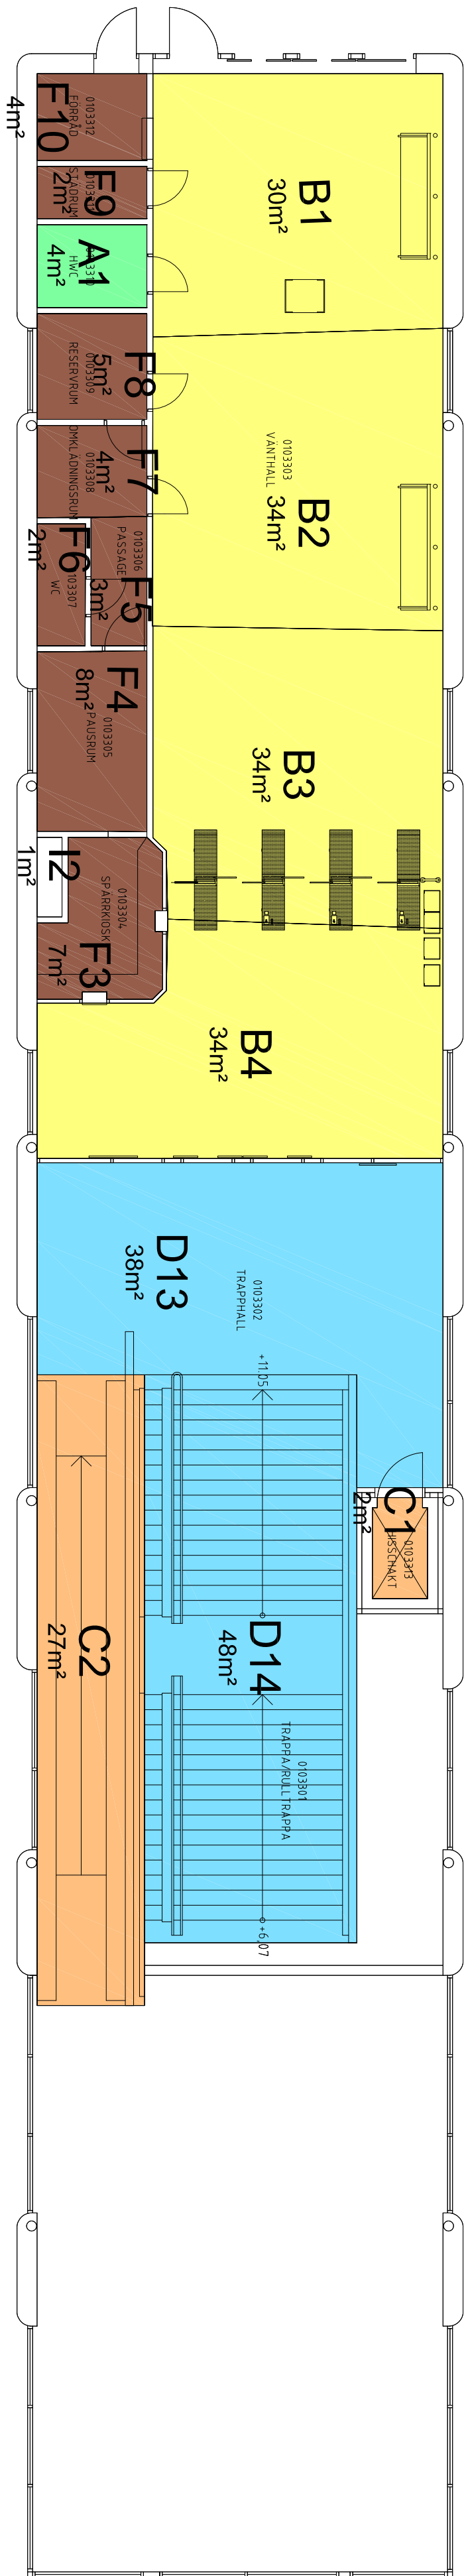 F10
4m²
0103312
FÖRRÅD
F9
2m²
STÄDRUM
A1
4m²
HWC
B1
30m²
F8
5m²
0103309
RESERVRUM
F7
4m²
0103308
OMKLÄDNINGSRUM
0103303
VÄNTHALL
B2
34m²
F6
2m²
WC
0103306
PASSAGE
F5
3m²
F4
8m²
0103305
PAUSRUM
B3
34m²
I2
1m²
0103304
SPÄRRKIOSK
F3
7m²
B4
34m²
D13
38m²
0103302
TRAPPHALL
+11.05
C1
2m²
0103313
HISSCHAKT
C2
27m²
D14
48m²
0103301
TRAPPA/RULLTRAPPA
+6,07